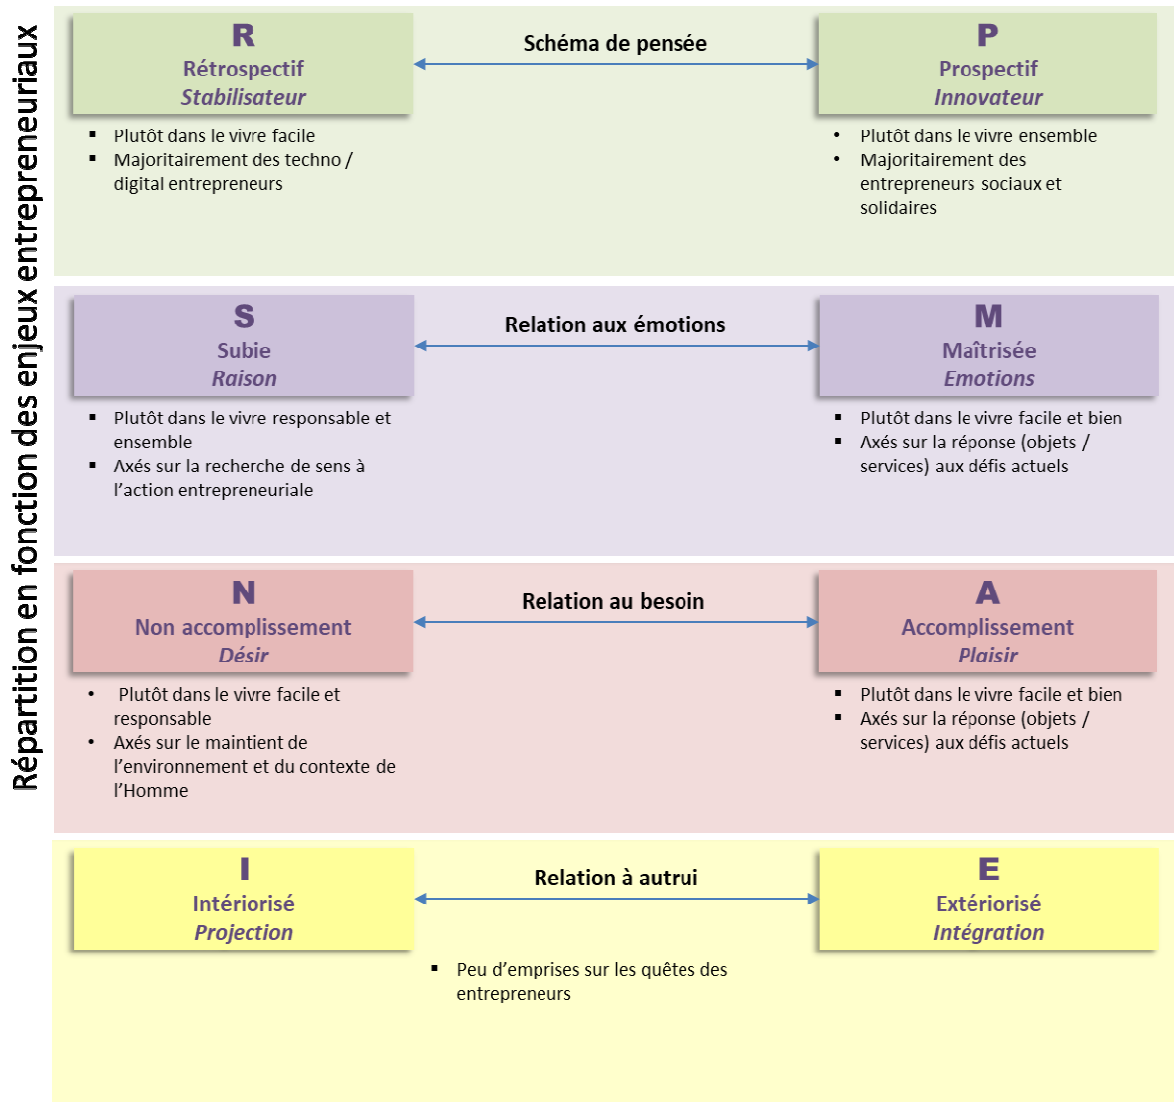 Répartition en fonction des enjeux entrepreneuriaux
R
Rétrospectif
Stabilisateur
Schéma de pensée
P
Prospectif
Innovateur
▪ Plutôt dans le vivre facile
▪ Majoritairement des techno /
digital entrepreneurs
• Plutôt dans le vivre ensemble
• Majoritairement des
entrepreneurs sociaux et
solidaires
S
Subie
Raison
Relation aux émotions
M
Maîtrisée
Emotions
▪ Plutôt dans le vivre responsable et
ensemble
▪ Axés sur la recherche de sens à
l’action entrepreneuriale
▪ Plutôt dans le vivre facile et bien
▪ Axés sur la réponse (objets /
services) aux défis actuels
N
Non accomplissement
Désir
Relation au besoin
A
Accomplissement
Plaisir
• Plutôt dans le vivre facile et
responsable
• Axés sur le maintient de
l’environnement et du contexte de
l’Homme
▪ Plutôt dans le vivre facile et bien
▪ Axés sur la réponse (objets /
services) aux défis actuels
I
Intériorisé
Projection
Relation à autrui
E
Extériorisé
Intégration
▪ Peu d’emprises sur les quêtes des
entrepreneurs